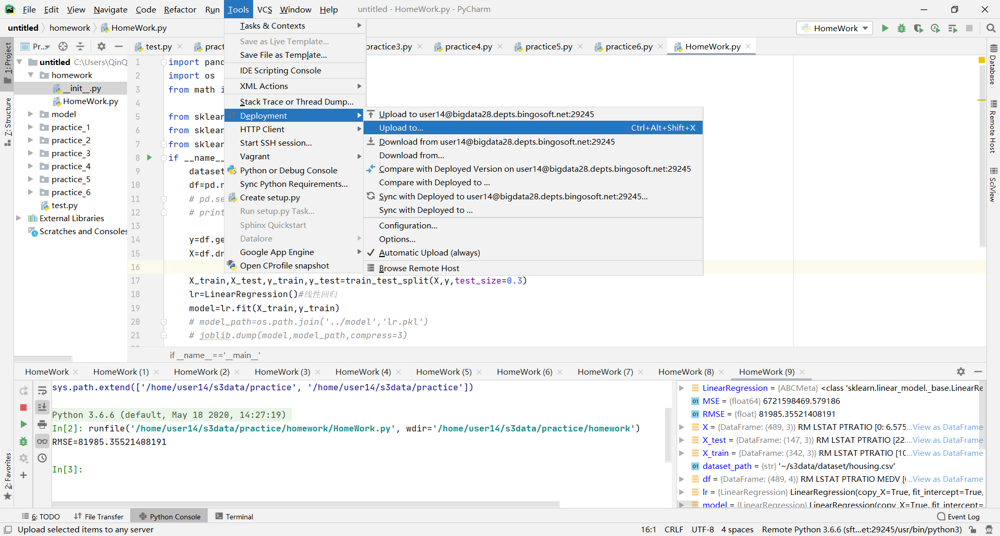 File Edit View Navigate Code Refactor Run Tools VCS Window Help untitled - HomeWork.py - PyCharm
untitled homework HomeWork.py HomeWork
Pr... test.py pract practice3.py practice4.py practice5.py practice6.py HomeWork.py
1: Project
7: Structure
2: Favorites
untitled C:\Users\QinQ
homework
__init__.py
HomeWork.py
model
practice_1
practice_2
practice_3
practice_4
practice_5
practice_6
test.py
External Libraries
Scratches and Consoles
1 import pand
2 import os
3 from math i
4
5 from sklear
6 from sklear
7 from sklear
8 if __name__
9 dataset
10 df=pd.r
11 # pd.se
12 # print
13
14 y=df.ge
15 X=df.dr
16
17 X_train,X_test,y_train,y_test=train_test_split(X,y,test_size=0.3)
18 lr=LinearRegression()#线性回归
19 model=lr.fit(X_train,y_train)
20 # model_path=os.path.join('../model','lr.pkl')
21 # joblib.dump(model,model_path,compress=3)
if __name__=='__main__'
Tasks & Contexts
Save as Live Template...
Save File as Template...
IDE Scripting Console
XML Actions
Stack Trace or Thread Dump...
Deployment
HTTP Client
Start SSH session...
Vagrant
Python or Debug Console
Sync Python Requirements...
Create setup.py
Run setup.py Task...
Sphinx Quickstart
Datalore
Google App Engine
Open CProfile snapshot
Upload to user14@bigdata28.depts.bingosoft.net:29245
Upload to... Ctrl+Alt+Shift+X
Download from user14@bigdata28.depts.bingosoft.net:29245
Download from...
Compare with Deployed Version on user14@bigdata28.depts.bingosoft.net:29245
Compare with Deployed to ...
Sync with Deployed to user14@bigdata28.depts.bingosoft.net:29245...
Sync with Deployed to ...
Configuration...
Options...
Automatic Upload (always)
Browse Remote Host
Database
Remote Host
SciView
HomeWork HomeWork (1) HomeWork (2) HomeWork (3) HomeWork (4) HomeWork (5) HomeWork (6) HomeWork (7) HomeWork (8) HomeWork (9)
sys.path.extend(['/home/user14/s3data/practice', '/home/user14/s3data/practice'])
Python 3.6.6 (default, May 18 2020, 14:27:19)
In[2]: runfile('/home/user14/s3data/practice/homework/HomeWork.py', wdir='/home/user14/s3data/practice/homework')
RMSE=81985.35521408191
In[3]:
LinearRegression = {ABCMeta} <class 'sklearn.linear_model._base.LinearRe
MSE = {float64} 6721598469.579186
RMSE = {float} 81985.35521408191
X = {DataFrame: (489, 3)} RM LSTAT PTRATIO [0: 6.575...View as DataFrame
X_test = {DataFrame: (147, 3)} RM LSTAT PTRATIO [22...View as DataFrame
X_train = {DataFrame: (342, 3)} RM LSTAT PTRATIO [10...View as DataFrame
dataset_path = {str} '~/s3data/dataset/housing.csv'
df = {DataFrame: (489, 4)} RM LSTAT PTRATIO MEDV [...View as DataFrame
lr = {LinearRegression} LinearRegression(copy_X=True, fit_intercept=True,
model = {LinearRegression} LinearRegression(copy_X=True, fit_intercept=
6: TODO File Transfer Python Console Terminal Event Log
Upload selected items to any server 16:1 CRLF UTF-8 4 spaces Remote Python 3.6.6 (sft...et:29245/usr/bin/python3)